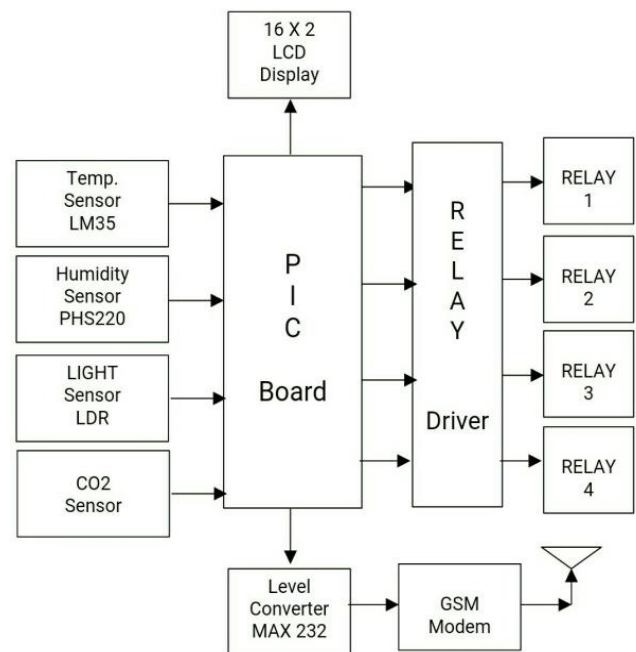 16 X 2
LCD
Display
Temp.
Sensor
LM35
Humidity
Sensor
PHS220
LIGHT
Sensor
LDR
CO2
Sensor
P
I
C
Board
R
E
L
A
Y
Driver
RELAY
1
RELAY
2
RELAY
3
RELAY
4
Level
Converter
MAX 232
GSM
Modem